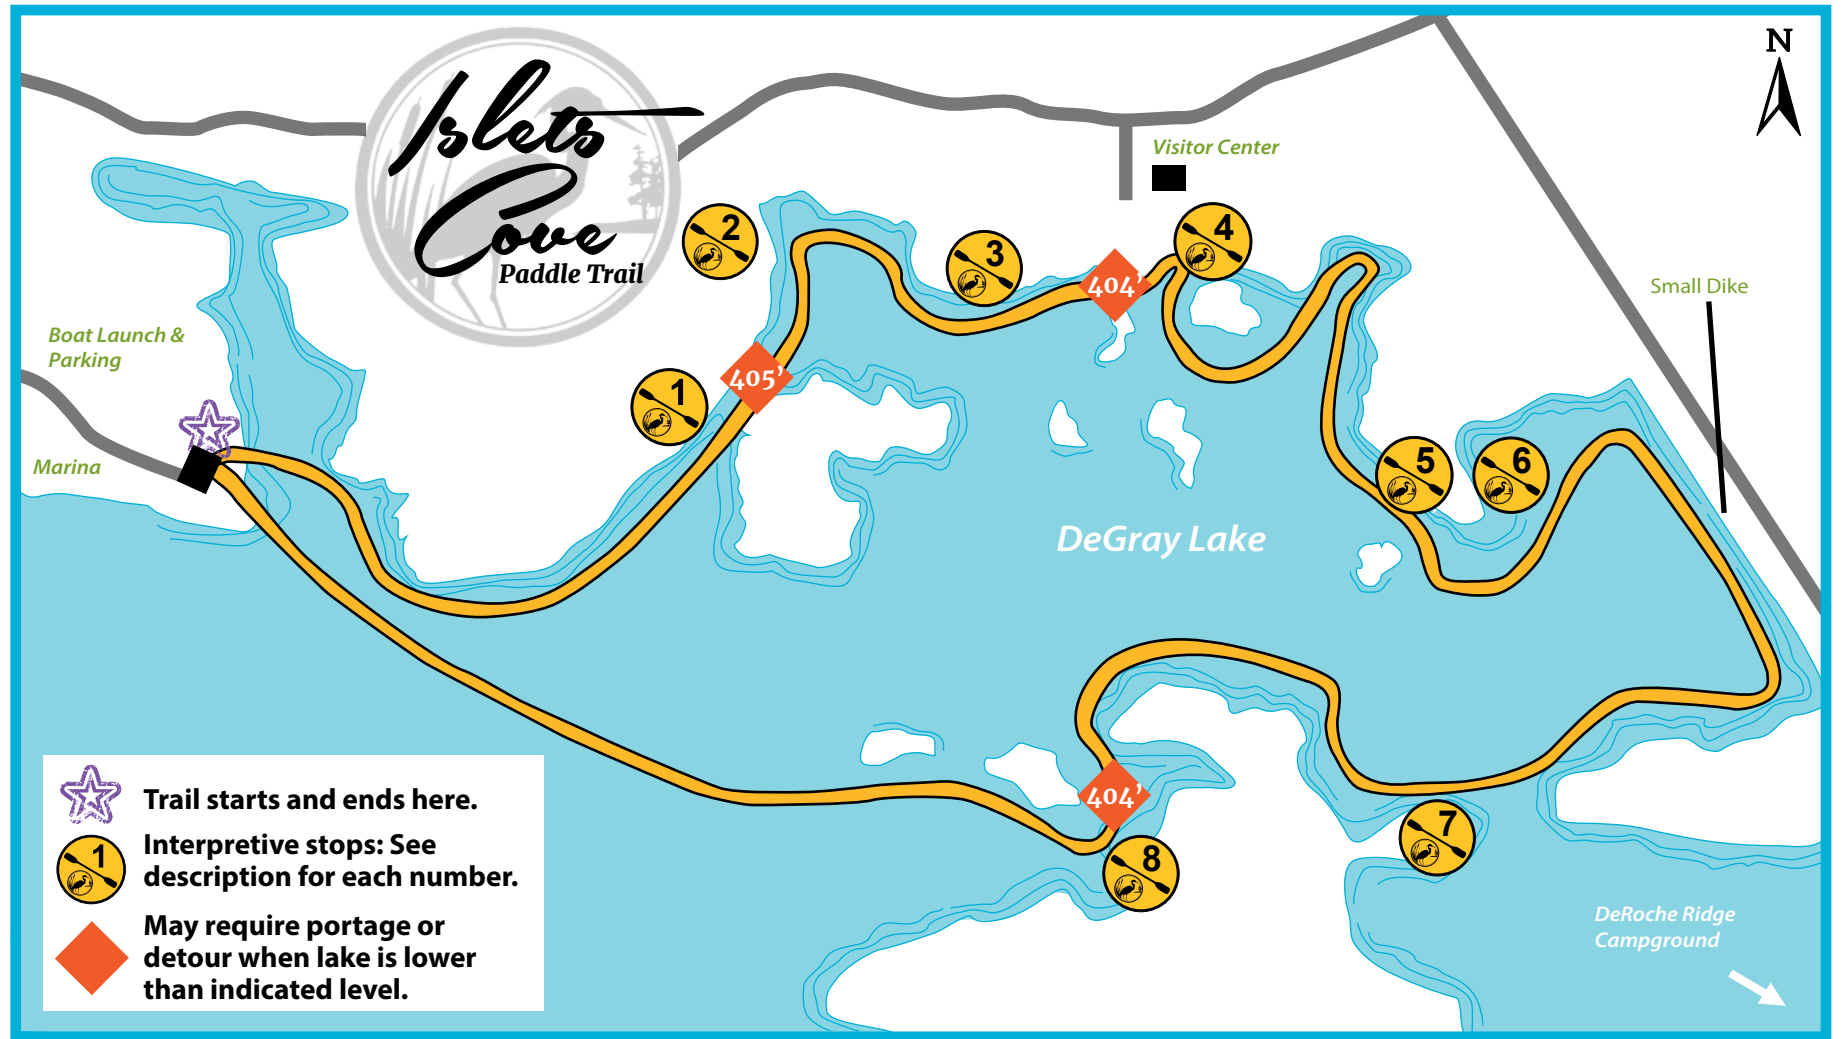 Islets
Cove
Paddle Trail
N
Visitor Center
Small Dike
Boat Launch &
Parking
Marina
1
2
3
4
5
6
7
8
405'
404'
404'
DeGray Lake
DeRoche Ridge
Campground
Trail starts and ends here.
1
Interpretive stops: See
description for each number.
May require portage or
detour when lake is lower
than indicated level.